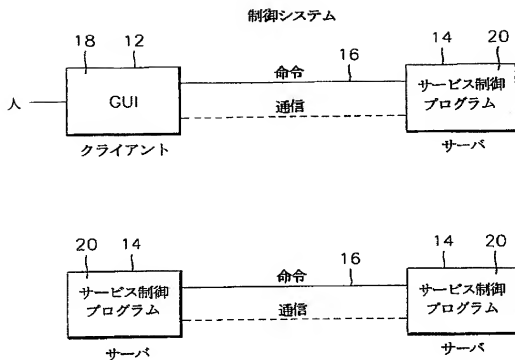 制御システム
18 12
14 20
命令 16
人
GUI
サービス制御
プログラム
通信
クライアント
サーバ
20 14
14 20
命令 16
サービス制御
プログラム
サービス制御
プログラム
通信
サーバ
サーバ